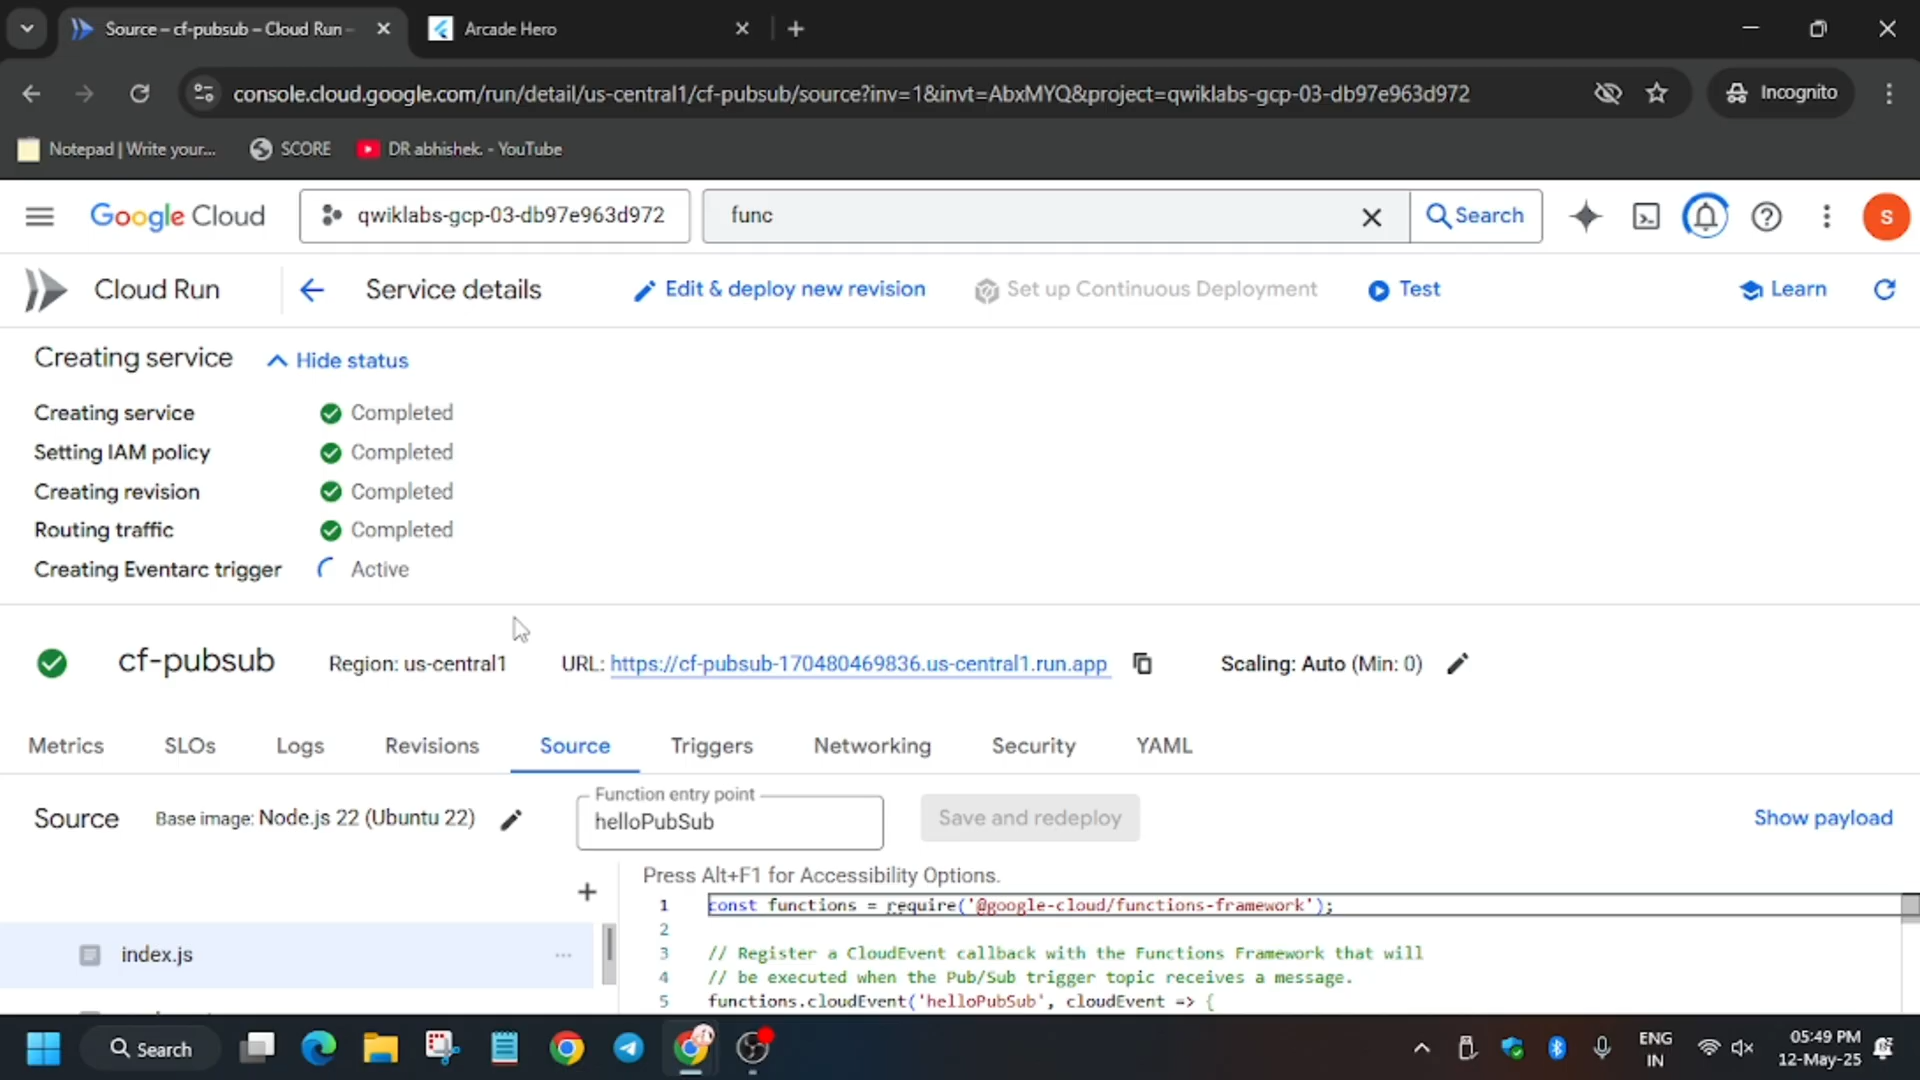 Source – cf-pubsub – Cloud Run –
Arcade Hero
console.cloud.google.com/run/detail/us-central1/cf-pubsub/source?inv=1&invt=AbxMYQ&project=qwiklabs-gcp-03-db97e963d972
Incognito
Notepad | Write your...
SCORE
DR abhishek. - YouTube
Google Cloud
qwiklabs-gcp-03-db97e963d972
func
Search
S
Cloud Run
Service details
Edit & deploy new revision
Set up Continuous Deployment
Test
Learn
Creating service
Hide status
Creating service Completed
Setting IAM policy Completed
Creating revision Completed
Routing traffic Completed
Creating Eventarc trigger Active
cf-pubsub
Region: us-central1
URL: https://cf-pubsub-170480469836.us-central1.run.app
Scaling: Auto (Min: 0)
Metrics
SLOs
Logs
Revisions
Source
Triggers
Networking
Security
YAML
Source
Base image: Node.js 22 (Ubuntu 22)
Function entry point
helloPubSub
Save and redeploy
Show payload
Press Alt+F1 for Accessibility Options.
index.js
1 const functions = require('@google-cloud/functions-framework');
2
3 // Register a CloudEvent callback with the Functions Framework that will
4 // be executed when the Pub/Sub trigger topic receives a message.
5 functions.cloudEvent('helloPubSub', cloudEvent => {
Search
ENG
IN
05:49 PM
12-May-25